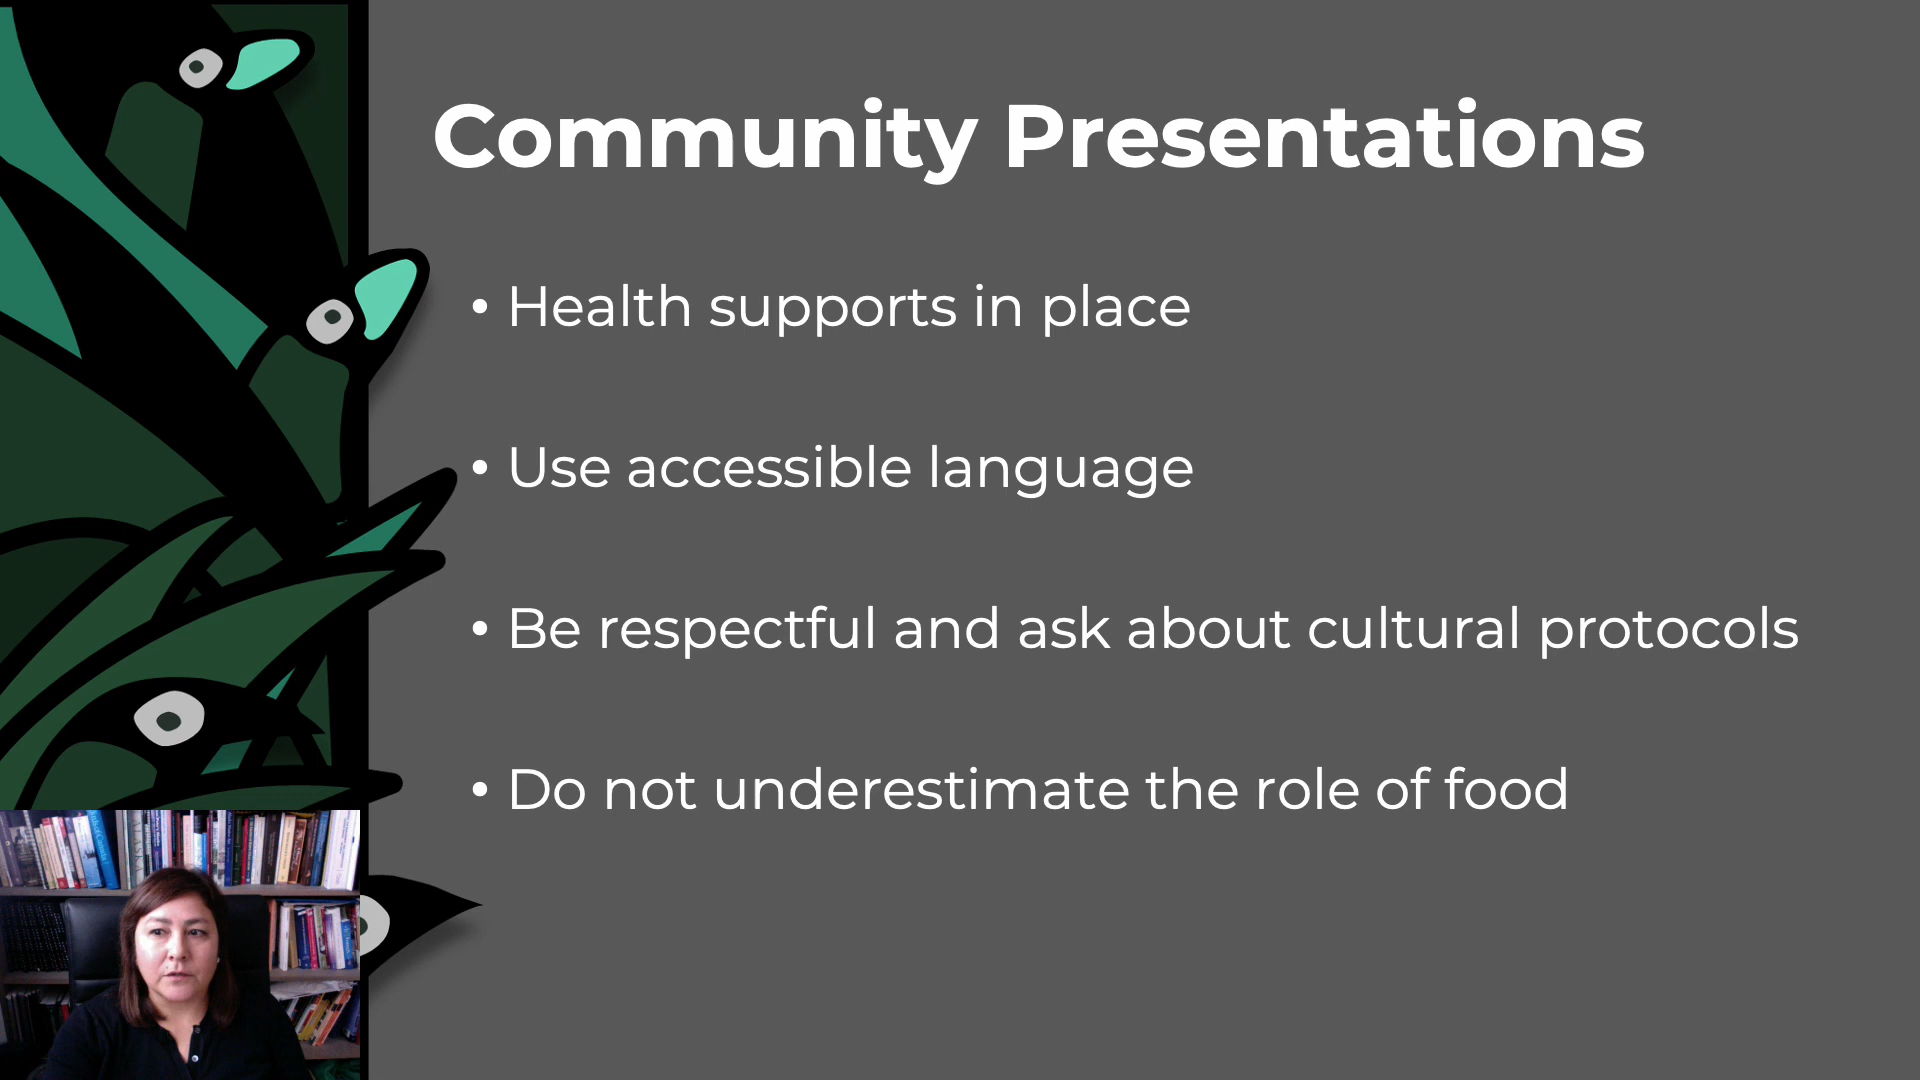 Community Presentations
• Health supports in place
• Use accessible language
• Be respectful and ask about cultural protocols
• Do not underestimate the role of food